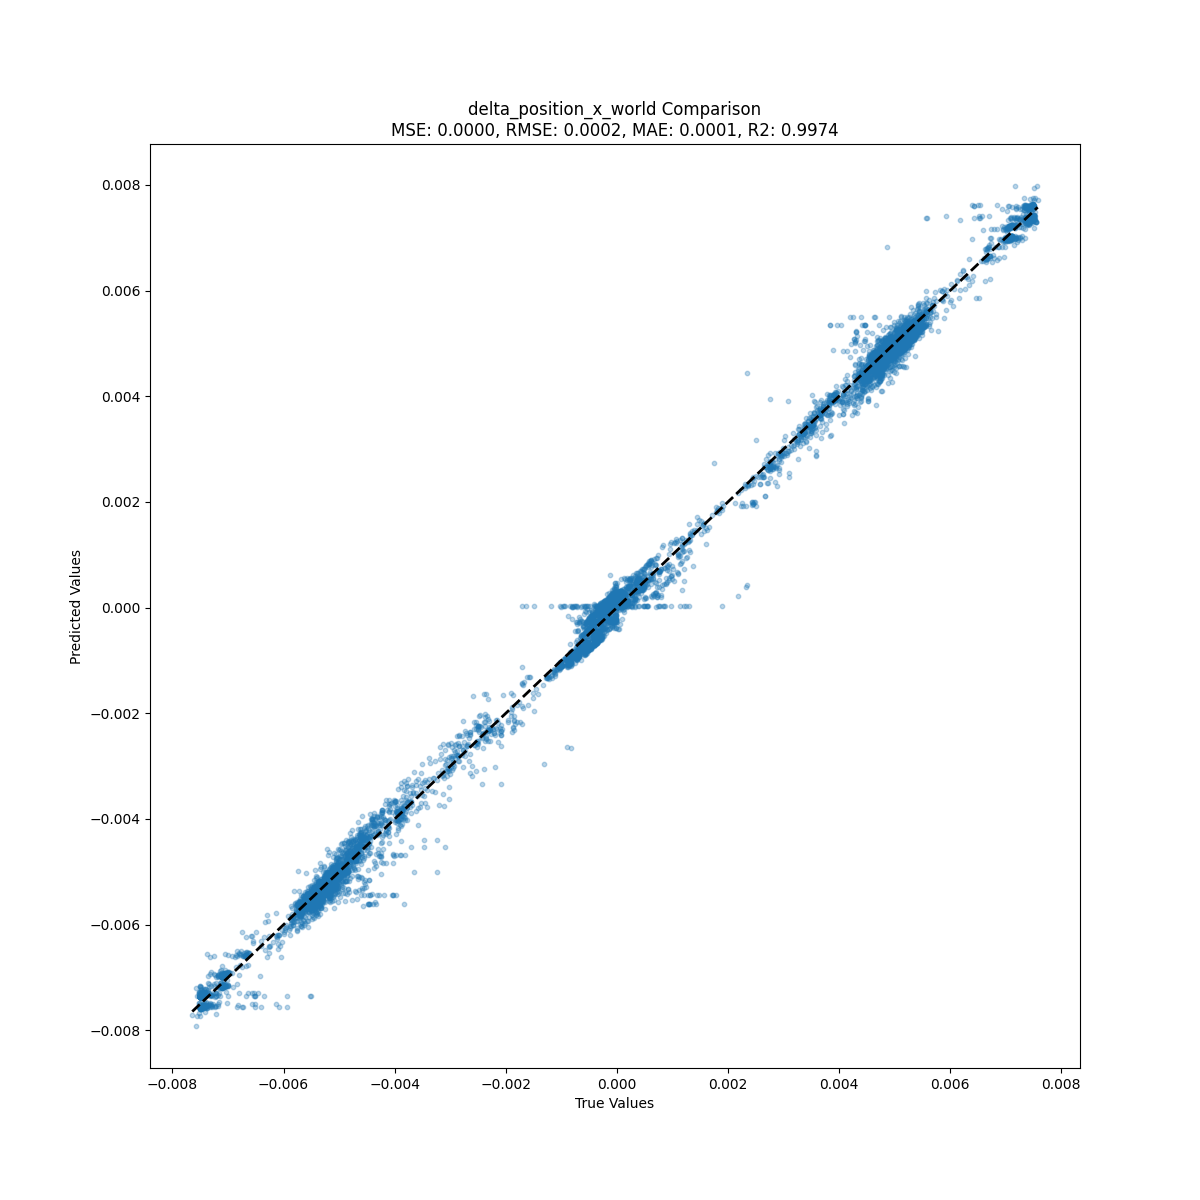 delta_position_x_world Comparison
MSE: 0.0000, RMSE: 0.0002, MAE: 0.0001, R2: 0.9974
0.008
0.006
0.004
0.002
0.000
−0.002
−0.004
−0.006
−0.008
Predicted Values
−0.008 −0.006 −0.004 −0.002 0.000 0.002 0.004 0.006 0.008
True Values